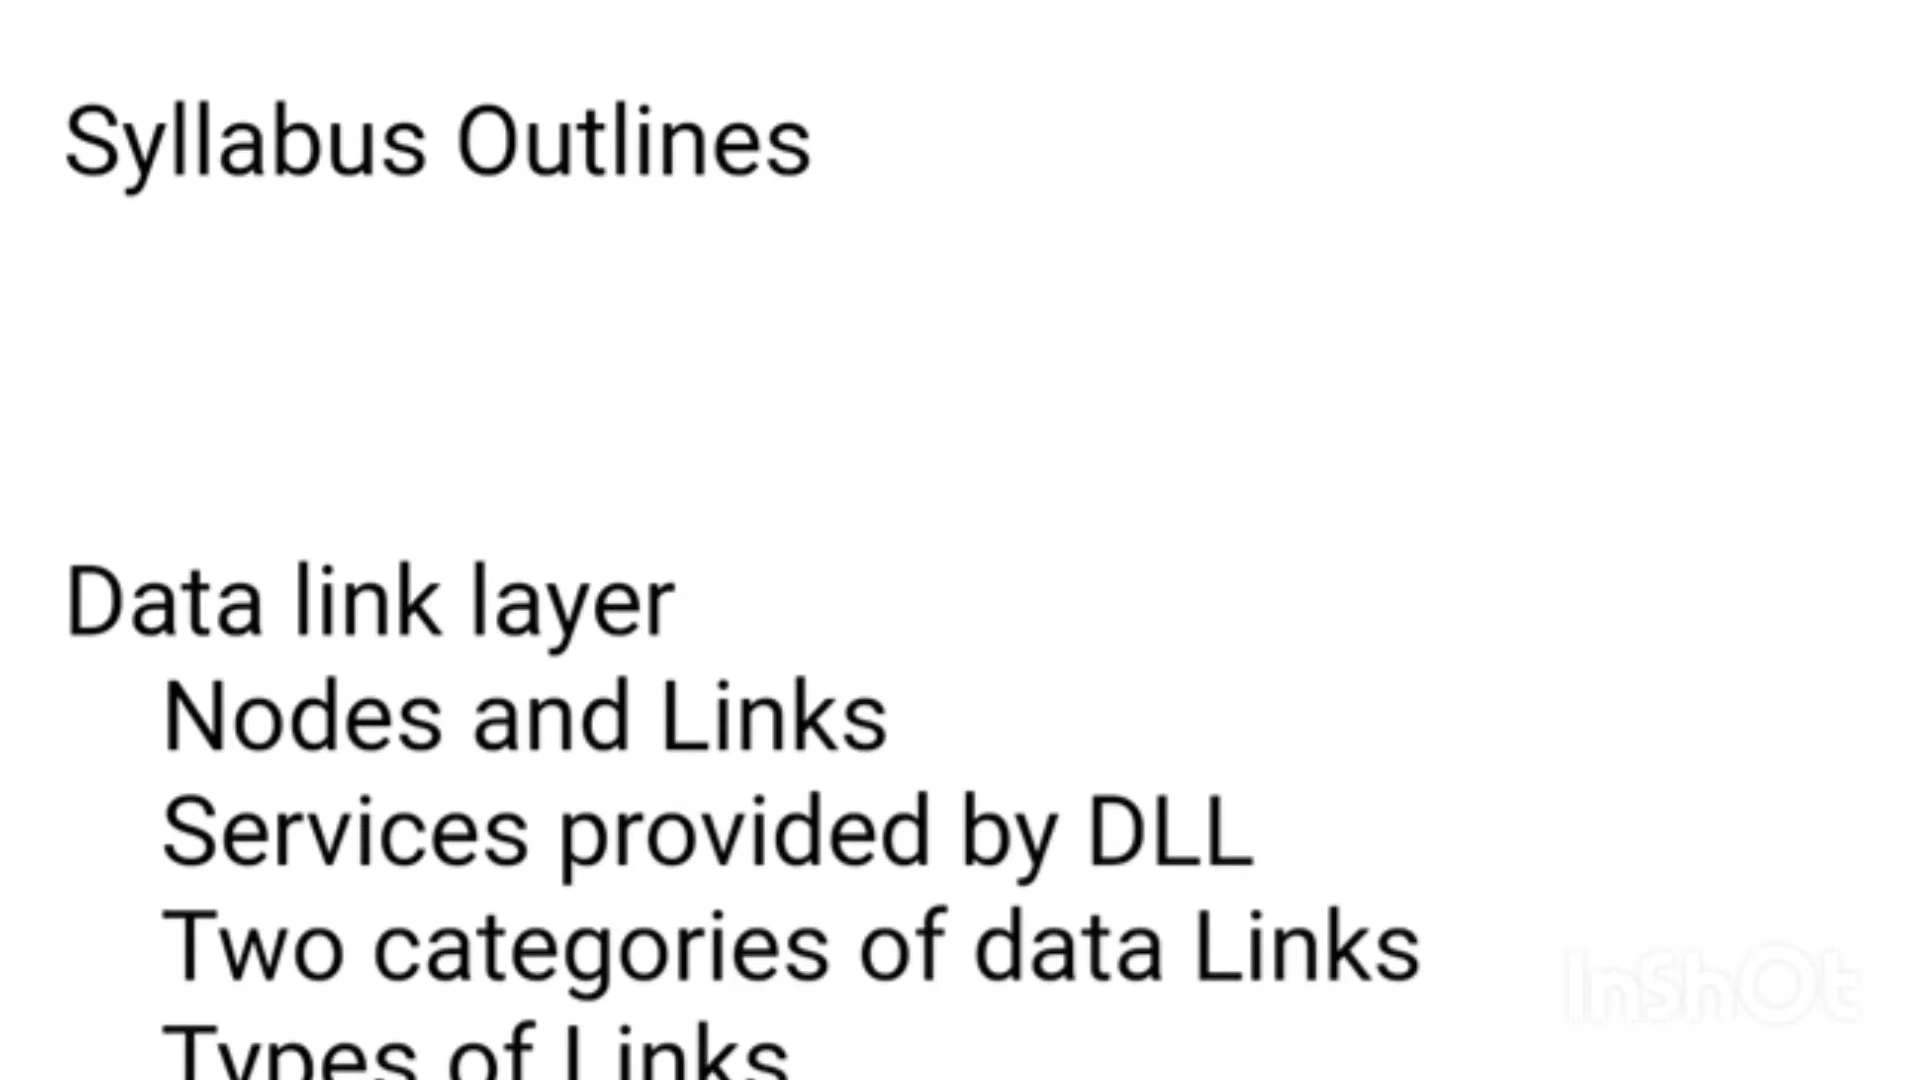 Syllabus Outlines
Data link layer
Nodes and Links
Services provided by DLL
Two categories of data Links
Types of Links
InShOt